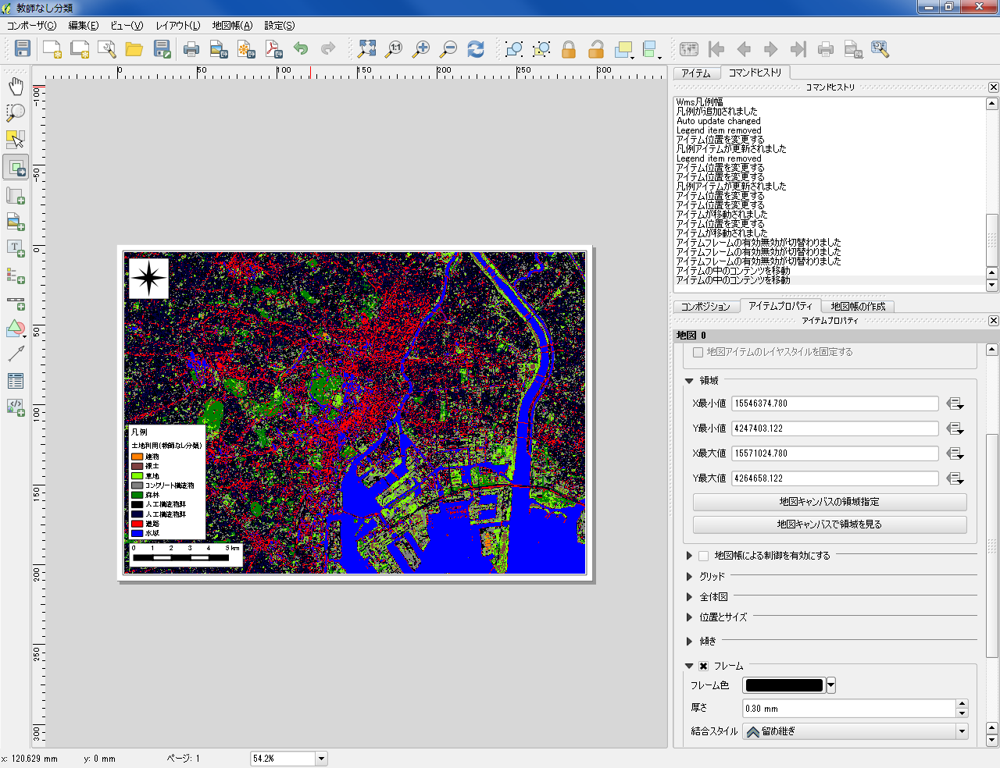 教師なし分類
コンポーザ(C) 編集(E) ビュー(V) レイアウト(L) 地図帳(A) 設定(S)
1:1
アイテム コマンドヒストリ
コマンドヒストリ
Wms凡例幅
凡例が追加されました
Auto update changed
Legend item removed
アイテム位置を変更する
凡例アイテムが更新されました
Legend item removed
アイテム位置を変更する
アイテム位置を変更する
凡例アイテムが更新されました
アイテム位置を変更する
アイテム位置を変更する
アイテムが移動されました
アイテム位置を変更する
アイテムが移動されました
アイテムフレームの有効無効が切替わりました
アイテムフレームの有効無効が切替わりました
アイテムフレームの有効無効が切替わりました
アイテムの中のコンテンツを移動
アイテムの中のコンテンツを移動
0 50 100 150 200 250 300
-100
-50
0
50
100
150
200
250
300
凡例
土地利用(教師なし分類)
建物
裸土
草地
コンクリート構造物
森林
人工構造物群
人工構造物群
道路
水域
0 1 2 3 4 5 km
コンポジション アイテムプロパティ 地図帳の作成
アイテムプロパティ
地図 0
地図アイテムのレイヤスタイルを固定する
領域
X最小値 15546374.780
Y最小値 4247403.122
X最大値 15571024.780
Y最大値 4264658.122
地図キャンバスの領域指定
地図キャンバスで領域を見る
地図帳による制御を有効にする
グリッド
全体図
位置とサイズ
傾き
フレーム
フレーム色
厚さ 0.30 mm
結合スタイル 留め継ぎ
x: 120.629 mm y: 0 mm ページ: 1 54.2%